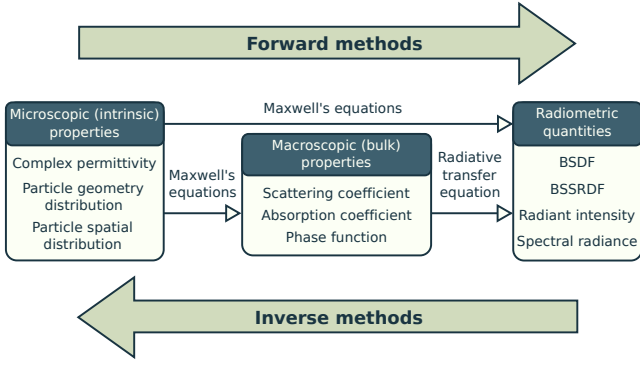 Forward methods
Microscopic (intrinsic)
properties
Complex permittivity
Particle geometry
distribution
Particle spatial
distribution
Maxwell's equations
Maxwell's
equations
Macroscopic (bulk)
properties
Scattering coefficient
Absorption coefficient
Phase function
Radiative
transfer
equation
Radiometric
quantities
BSDF
BSSRDF
Radiant intensity
Spectral radiance
Inverse methods